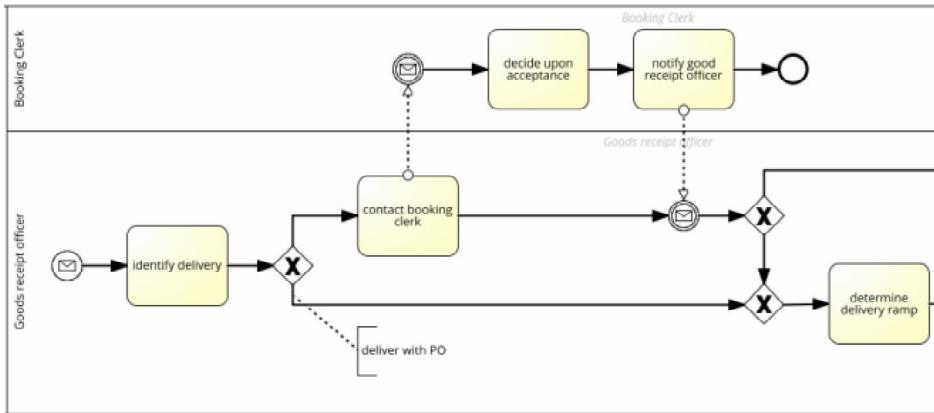 Booking Clerk
Booking Clerk
decide upon
acceptance
notify good
receipt officer
Goods receipt officer
Goods receipt officer
contact booking
clerk
identify delivery
X
X
X
determine
delivery ramp
deliver with PO